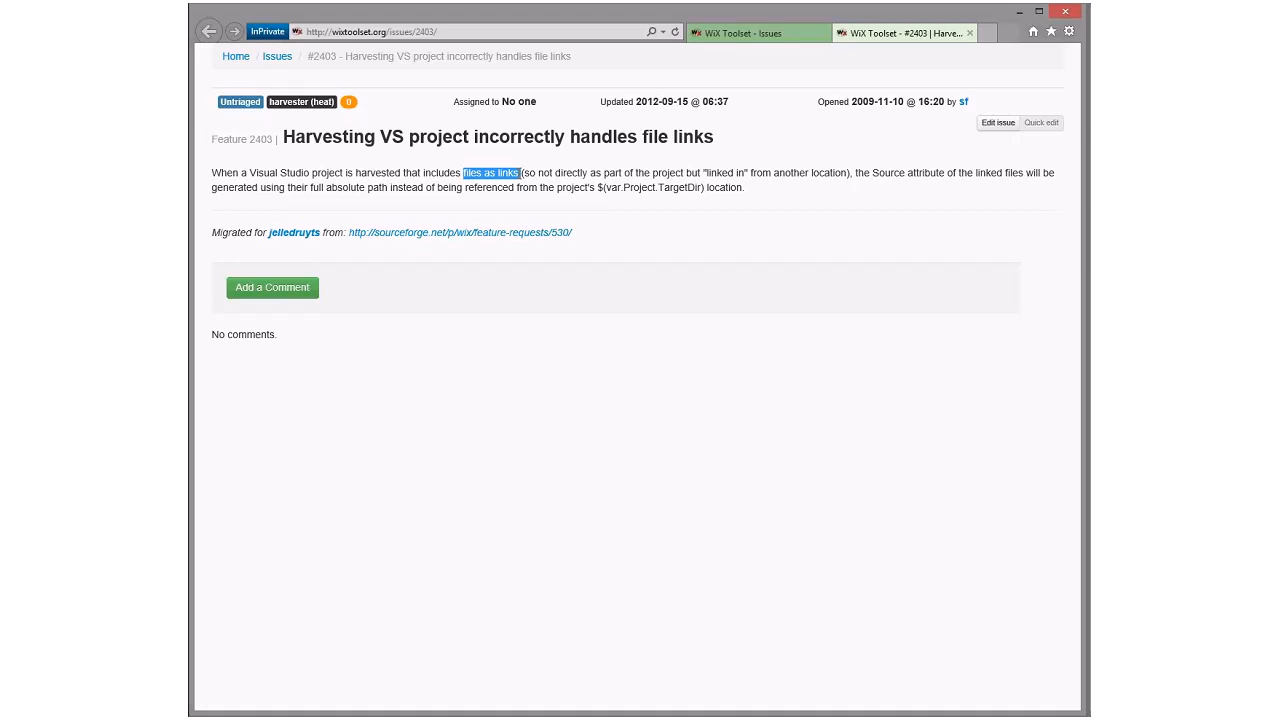 InPrivate http://wixtoolset.org/issues/2403/ WiX Toolset - Issues WiX Toolset - #2403 | Harve...
Home / Issues / #2403 - Harvesting VS project incorrectly handles file links
Untriaged harvester (heat) 0 Assigned to No one Updated 2012-09-15 @ 06:37 Opened 2009-11-10 @ 16:20 by sf
Edit issue Quick edit
Feature 2403 | Harvesting VS project incorrectly handles file links
When a Visual Studio project is harvested that includes files as links (so not directly as part of the project but "linked in" from another location), the Source attribute of the linked files will be
generated using their full absolute path instead of being referenced from the project's $(var.Project.TargetDir) location.
Migrated for jelledruyts from: http://sourceforge.net/p/wix/feature-requests/530/
Add a Comment
No comments.